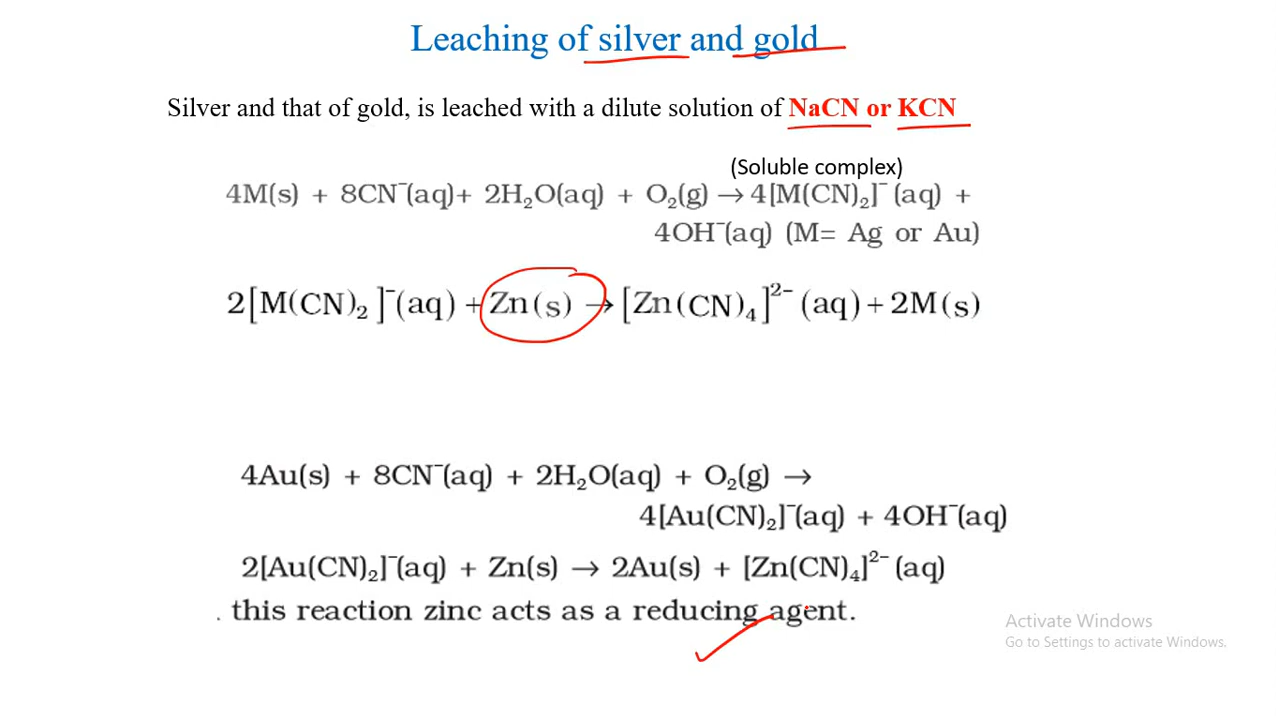 Leaching of silver and gold
Silver and that of gold, is leached with a dilute solution of NaCN or KCN
(Soluble complex)
4M(s) + 8CN⁻(aq)+ 2H₂O(aq) + O₂(g) → 4[M(CN)₂]⁻ (aq) +
4OH⁻(aq) (M= Ag or Au)
2[M(CN)₂]⁻(aq) + Zn(s) → [Zn(CN)₄]²⁻ (aq) + 2M(s)
4Au(s) + 8CN⁻(aq) + 2H₂O(aq) + O₂(g) →
4[Au(CN)₂]⁻(aq) + 4OH⁻(aq)
2[Au(CN)₂]⁻(aq) + Zn(s) → 2Au(s) + [Zn(CN)₄]²⁻ (aq)
. this reaction zinc acts as a reducing agent.
Activate Windows
Go to Settings to activate Windows.